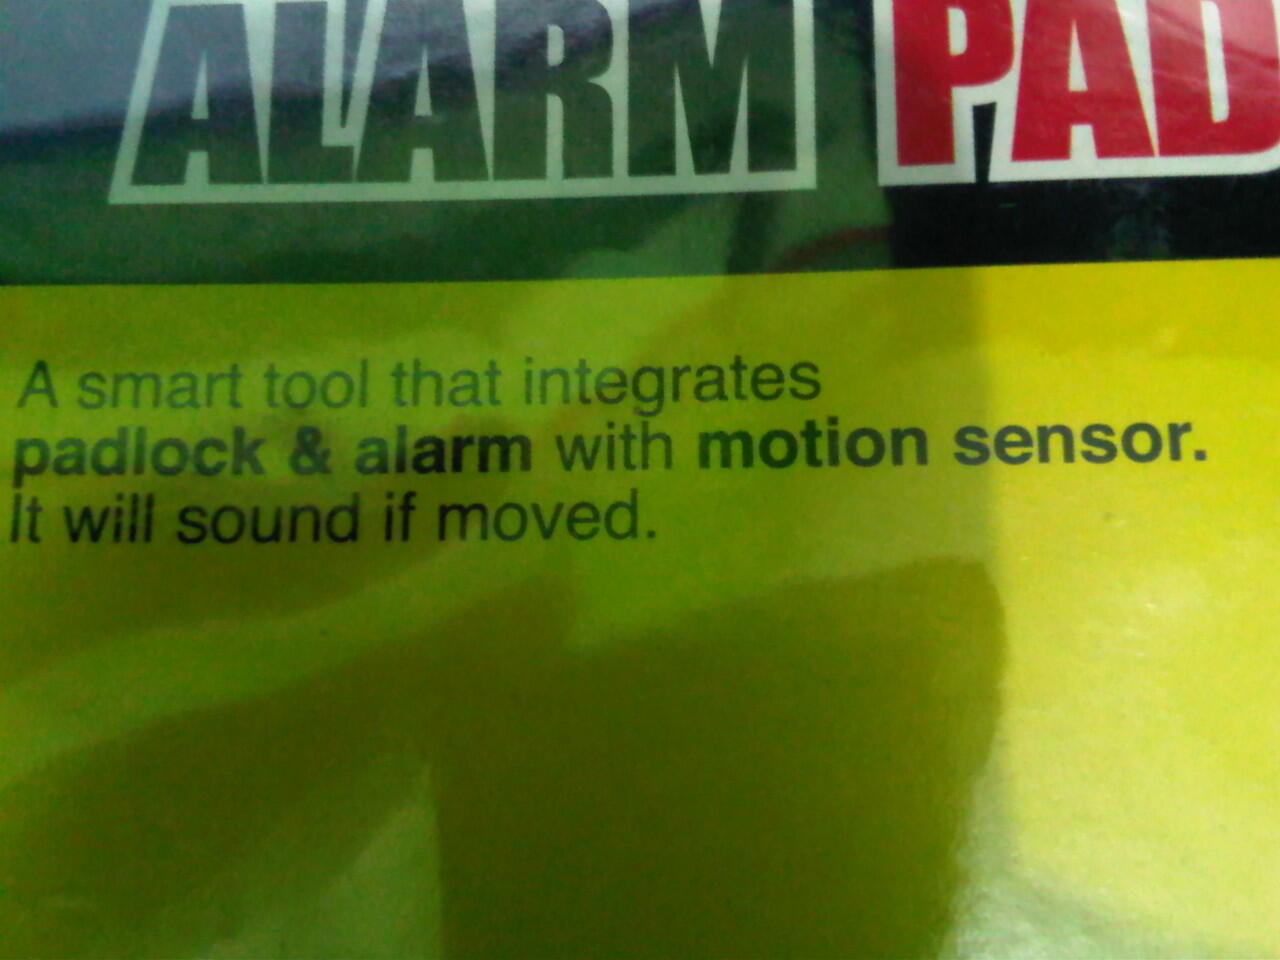 ALARM PAD
A smart tool that integrates
padlock & alarm with motion sensor.
It will sound if moved.